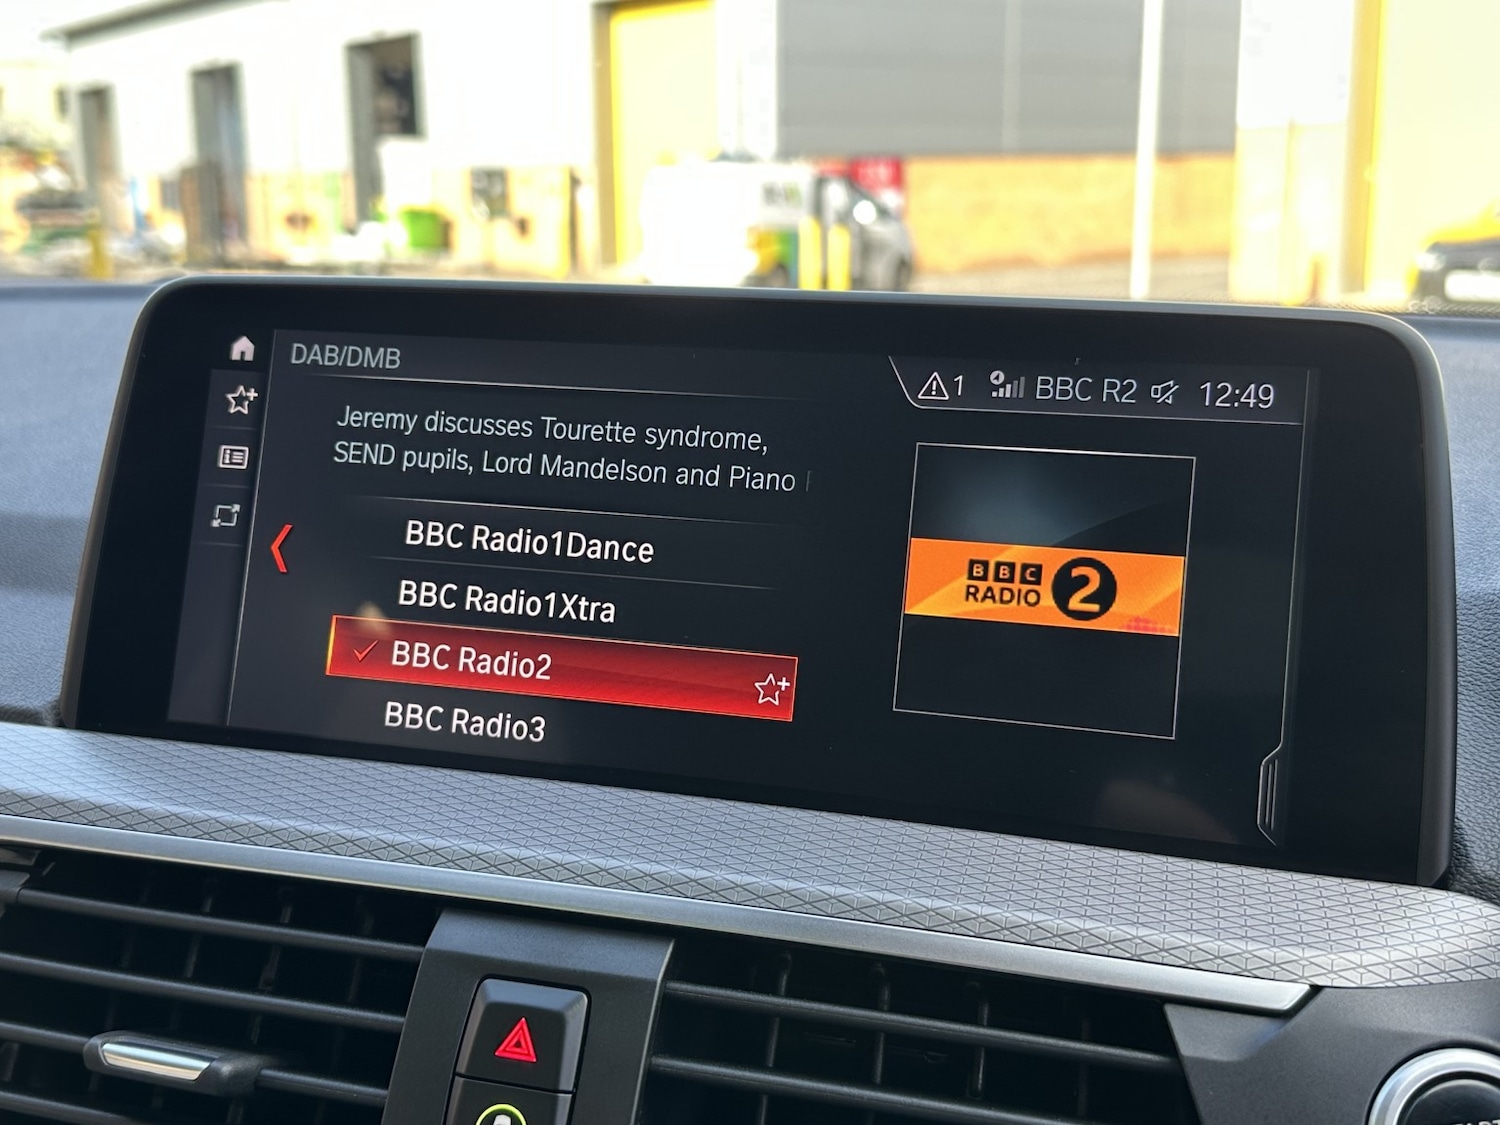 DAB/DMB
1 BBC R2 12:49
Jeremy discusses Tourette syndrome,
SEND pupils, Lord Mandelson and Piano
BBC Radio1Dance
BBC Radio1Xtra
BBC Radio2
BBC Radio3
BBC
RADIO 2